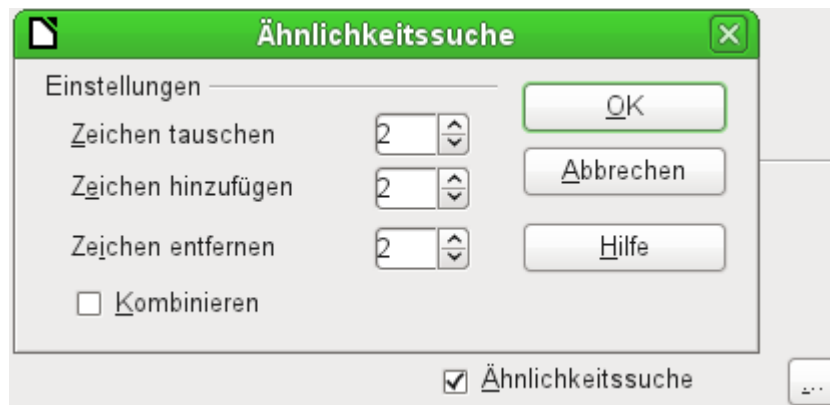 Ähnlichkeitssuche
Einstellungen
Zeichen tauschen 2
Zeichen hinzufügen 2
Zeichen entfernen 2
Kombinieren
OK
Abbrechen
Hilfe
Ähnlichkeitssuche
...